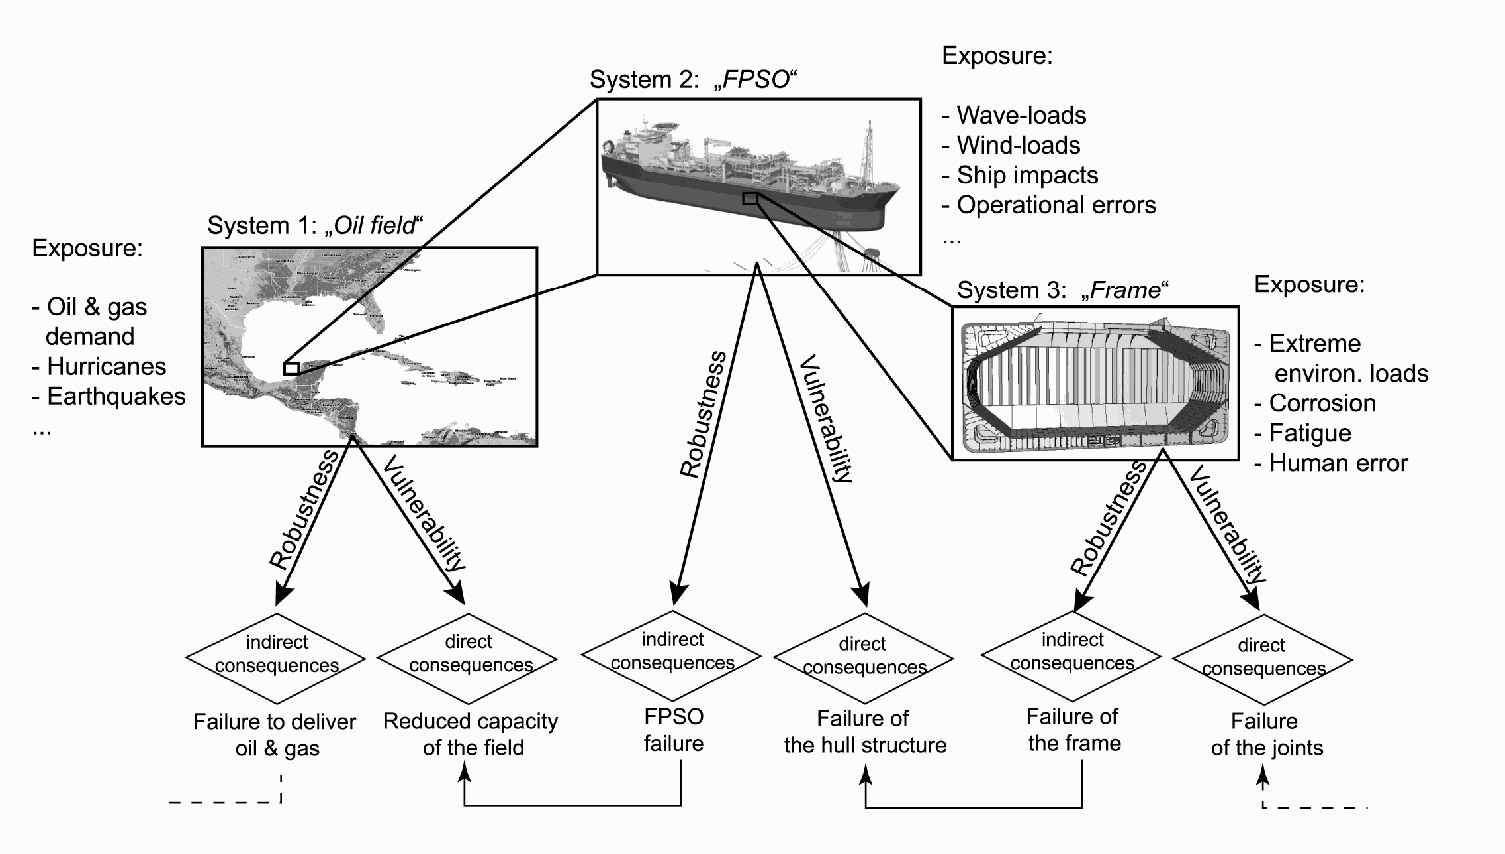 System 1: „Oil field“
Exposure:
- Oil & gas
demand
- Hurricanes
- Earthquakes
...
System 2: „FPSO“
Exposure:
- Wave-loads
- Wind-loads
- Ship impacts
- Operational errors
...
System 3: „Frame“
Exposure:
- Extreme
environ. loads
- Corrosion
- Fatigue
- Human error
Robustness
Vulnerability
Robustness
Vulnerability
Robustness
Vulnerability
indirect
consequences
direct
consequences
indirect
consequences
direct
consequences
indirect
consequences
direct
consequences
Failure to deliver
oil & gas
Reduced capacity
of the field
FPSO
failure
Failure of
the hull structure
Failure of
the frame
Failure
of the joints